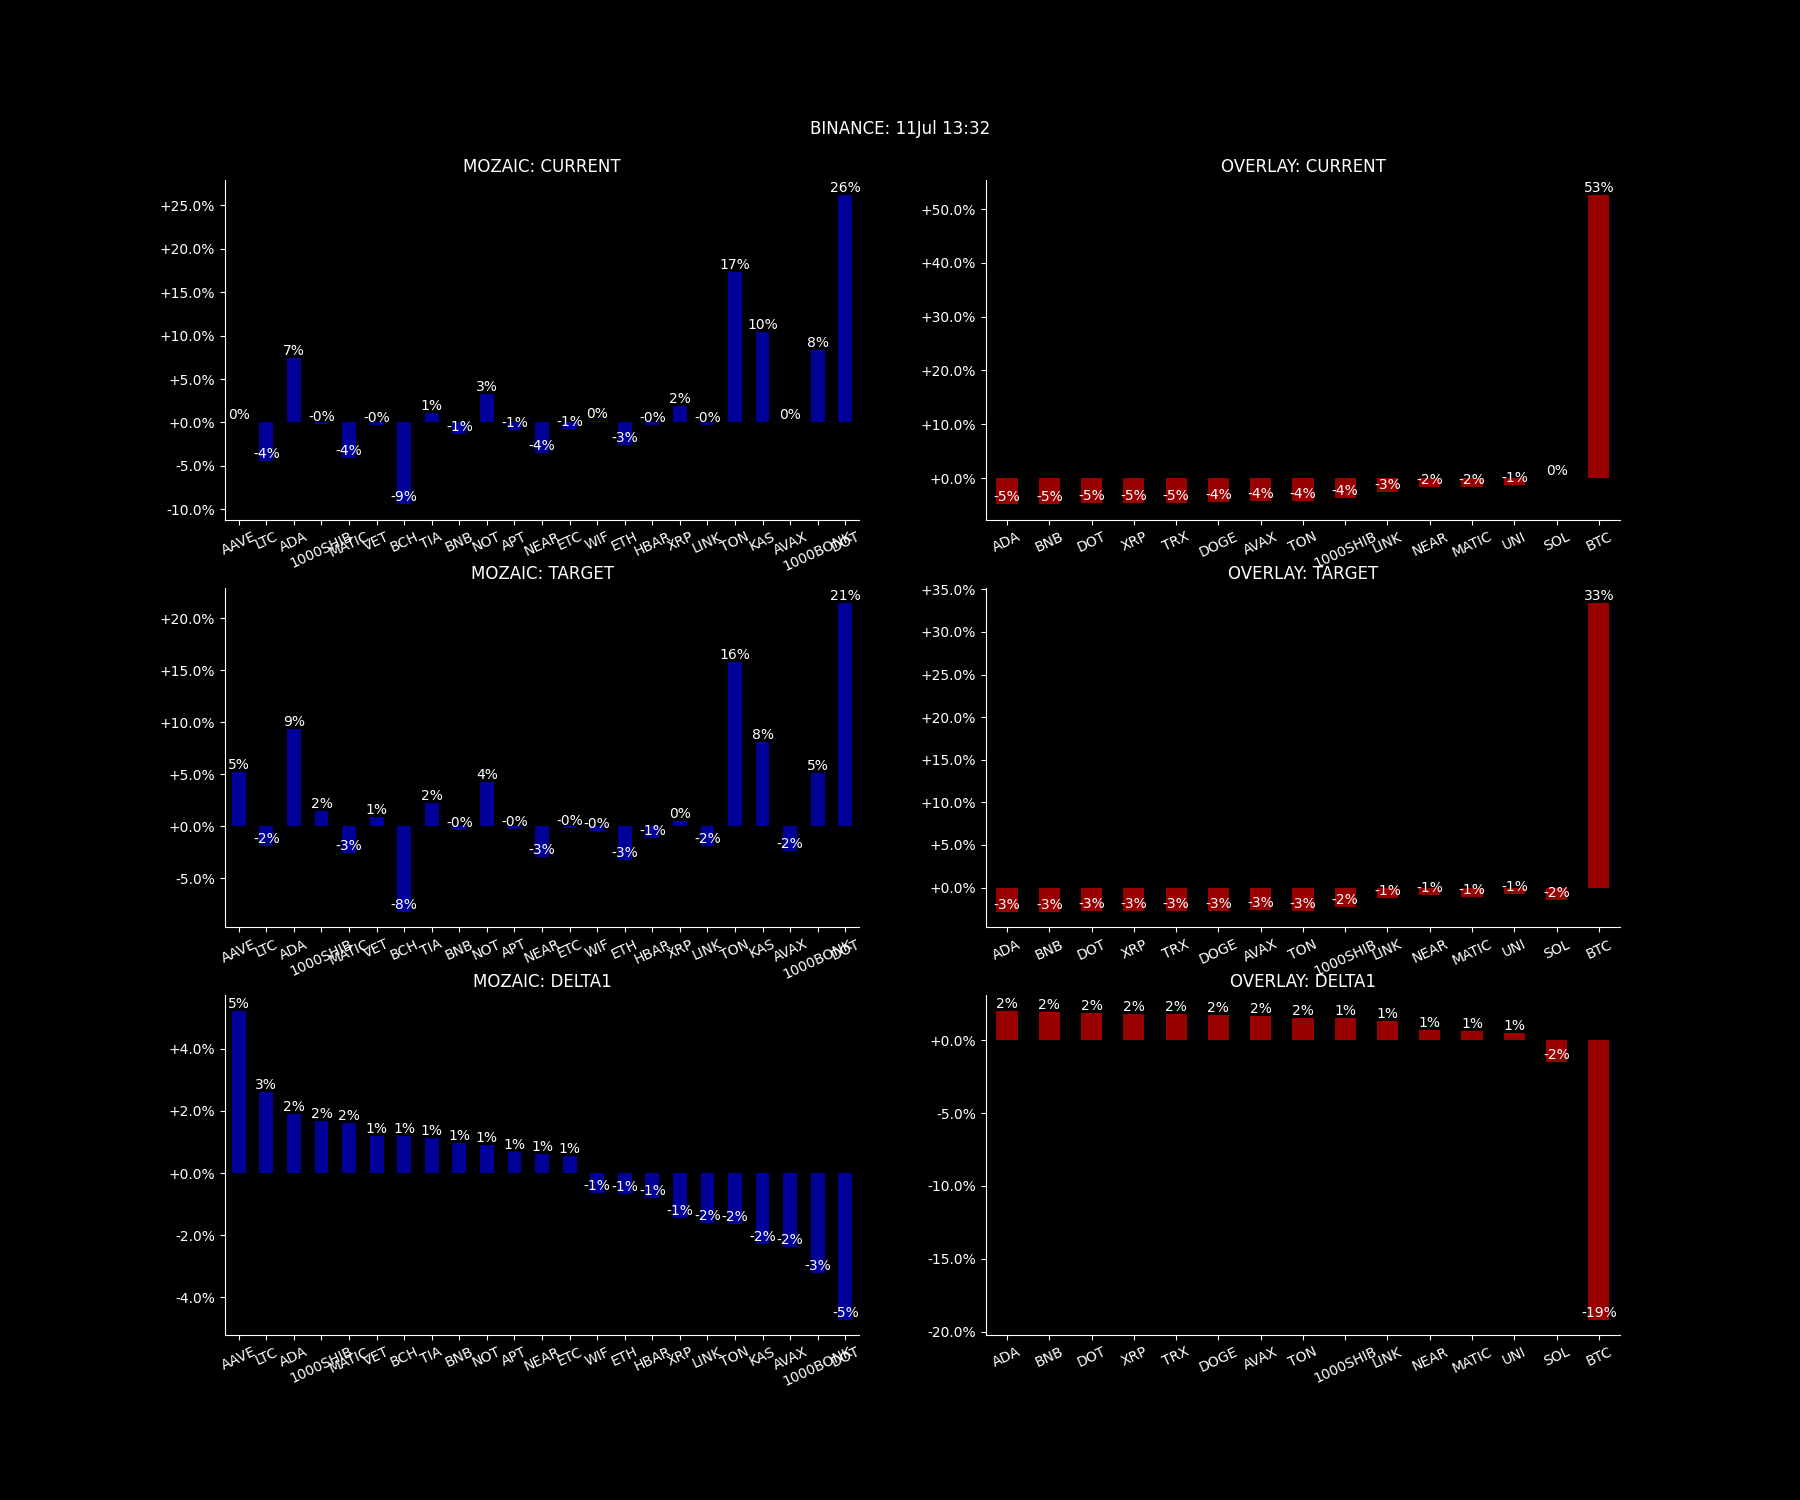 BINANCE: 11Jul 13:32
MOZAIC: CURRENT
+25.0%
+20.0%
+15.0%
+10.0%
+5.0%
+0.0%
-5.0%
-10.0%
0% -4% 7% -0% -4% -0% -9% 1% -1% 3% -1% -4% -1% 0% -3% -0% 2% -0% 17% 10% 0% 8% 26%
AAVE LTC ADA 1000SHIB MATIC VET BCH TIA BNB NOT APT NEAR ETC WIF ETH HBAR XRP LINK TON KAS AVAX 1000BONK DOT
OVERLAY: CURRENT
+50.0%
+40.0%
+30.0%
+20.0%
+10.0%
+0.0%
-5% -5% -5% -5% -5% -4% -4% -4% -4% -3% -2% -2% -1% 0% 53%
ADA BNB DOT XRP TRX DOGE AVAX TON 1000SHIB LINK NEAR MATIC UNI SOL BTC
MOZAIC: TARGET
+20.0%
+15.0%
+10.0%
+5.0%
+0.0%
-5.0%
5% -2% 9% 2% -3% 1% -8% 2% -0% 4% -0% -3% -0% -0% -3% -1% 0% -2% 16% 8% -2% 5% 21%
AAVE LTC ADA 1000SHIB MATIC VET BCH TIA BNB NOT APT NEAR ETC WIF ETH HBAR XRP LINK TON KAS AVAX 1000BONK DOT
OVERLAY: TARGET
+35.0%
+30.0%
+25.0%
+20.0%
+15.0%
+10.0%
+5.0%
+0.0%
-3% -3% -3% -3% -3% -3% -3% -3% -2% -1% -1% -1% -1% -2% 33%
ADA BNB DOT XRP TRX DOGE AVAX TON 1000SHIB LINK NEAR MATIC UNI SOL BTC
MOZAIC: DELTA1
+4.0%
+2.0%
+0.0%
-2.0%
-4.0%
5% 3% 2% 2% 2% 1% 1% 1% 1% 1% 1% 1% 1% -1% -1% -1% -1% -2% -2% -2% -2% -3% -5%
AAVE LTC ADA 1000SHIB MATIC VET BCH TIA BNB NOT APT NEAR ETC WIF ETH HBAR XRP LINK TON KAS AVAX 1000BONK DOT
OVERLAY: DELTA1
+0.0%
-5.0%
-10.0%
-15.0%
-20.0%
2% 2% 2% 2% 2% 2% 2% 2% 1% 1% 1% 1% 1% -2% -19%
ADA BNB DOT XRP TRX DOGE AVAX TON 1000SHIB LINK NEAR MATIC UNI SOL BTC